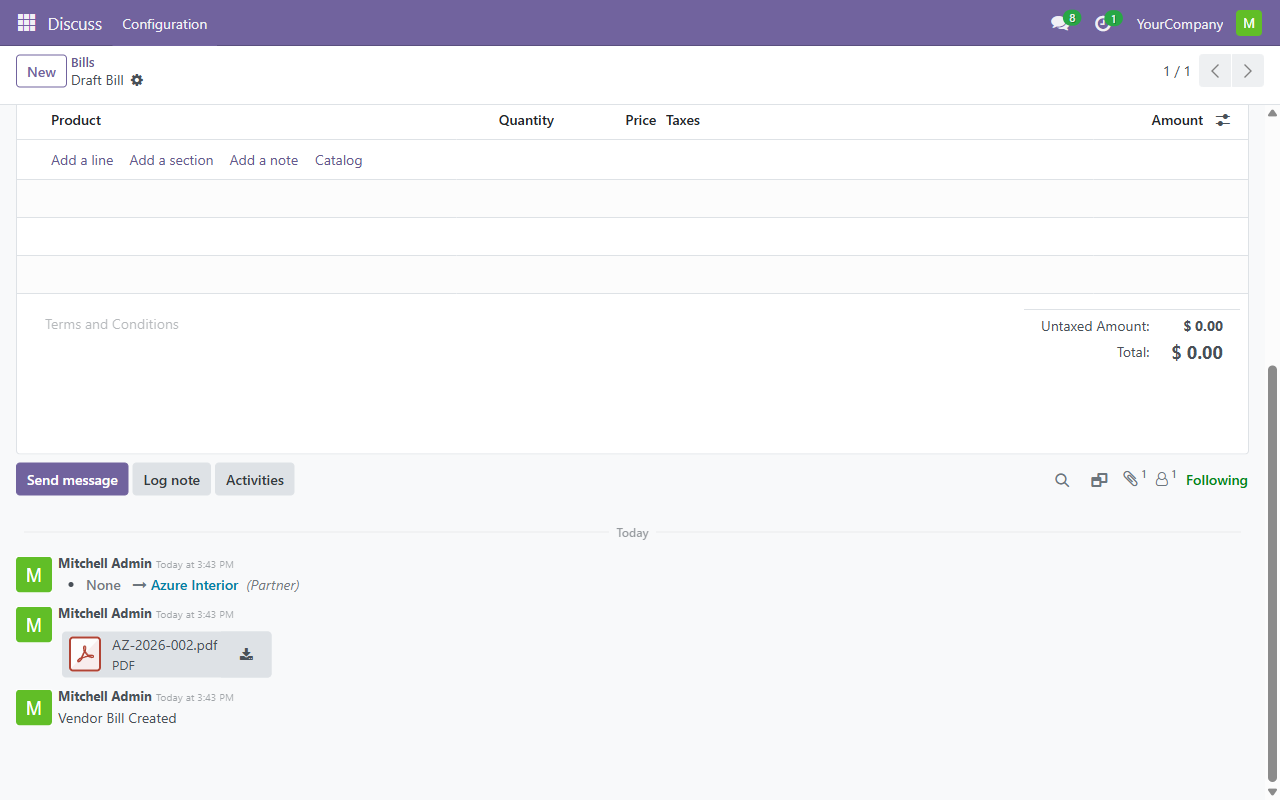 Discuss Configuration 8 1 YourCompany M
New Bills
Draft Bill 1 / 1
Product Quantity Price Taxes Amount
Add a line Add a section Add a note Catalog
Terms and Conditions
Untaxed Amount: $ 0.00
Total: $ 0.00
Send message Log note Activities 1 1 Following
Today
M Mitchell Admin Today at 3:43 PM
• None → Azure Interior (Partner)
M Mitchell Admin Today at 3:43 PM
AZ-2026-002.pdf
PDF
M Mitchell Admin Today at 3:43 PM
Vendor Bill Created